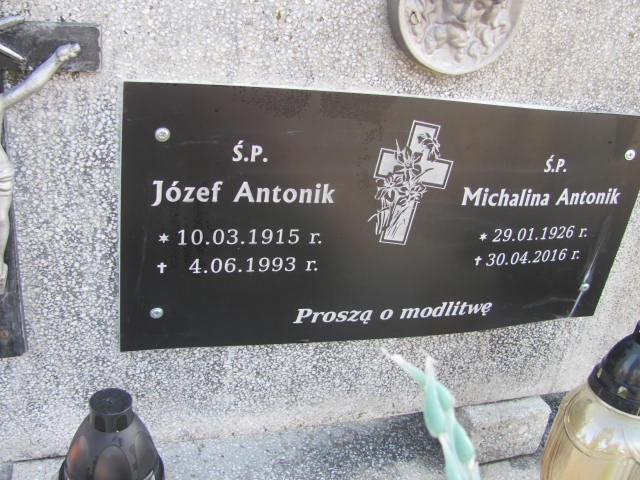 Ś.P.
Józef Antonik
* 10.03.1915 r.
† 4.06.1993 r.
Ś.P.
Michalina Antonik
* 29.01.1926 r.
† 30.04.2016 r.
Proszą o modlitwę